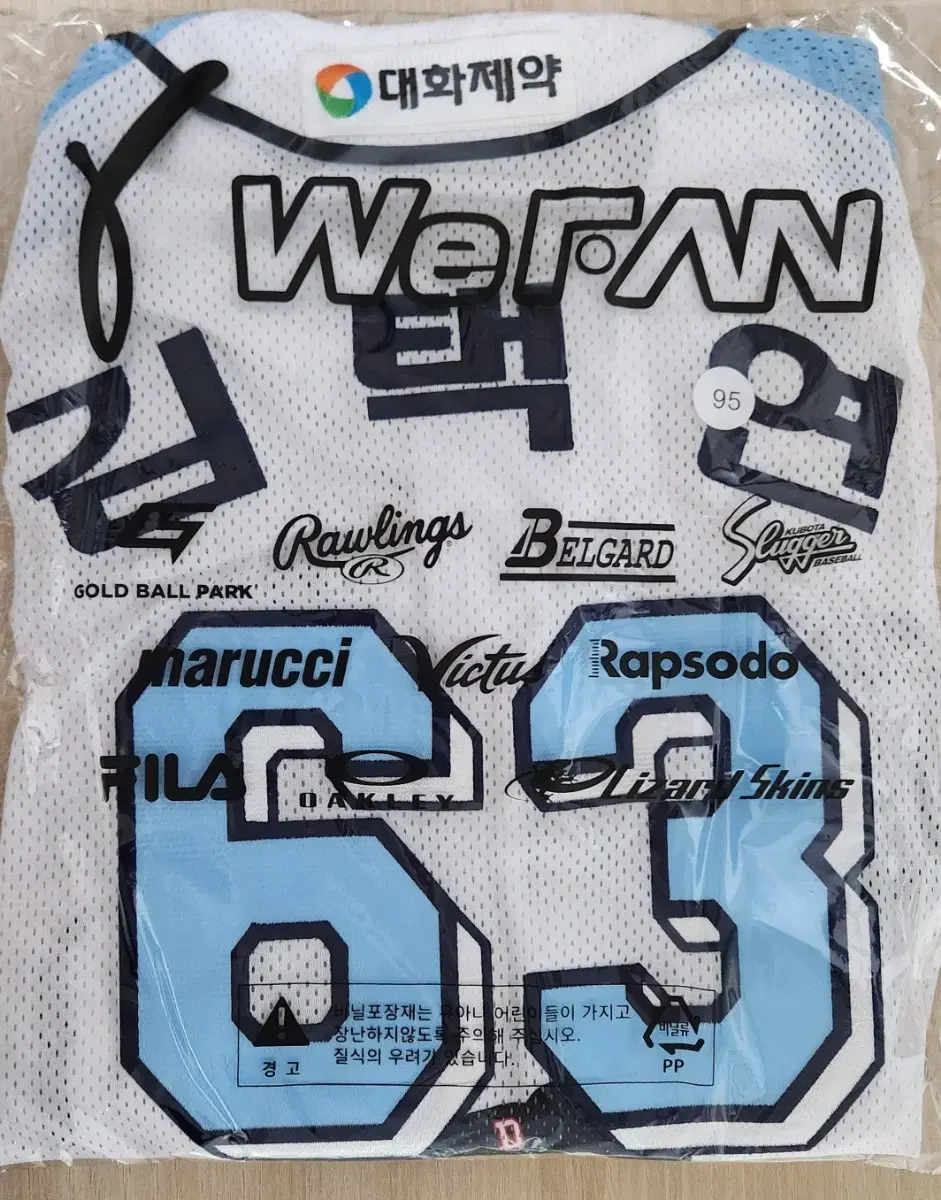 대화제약
WeFAN
김택연
95
GOLD BALL PARK
Rawlings
R
BELGARD
KUBOTA
Slugger
BASEBALL
marucci Victus Rapsodo
FILA OAKLEY Lizard Skins
63
비닐포장재는 유아나 어린이들이 가지고
장난하지않도록 주의해 주십시오.
질식의 우려가 있습니다.
경고
비닐류
PP